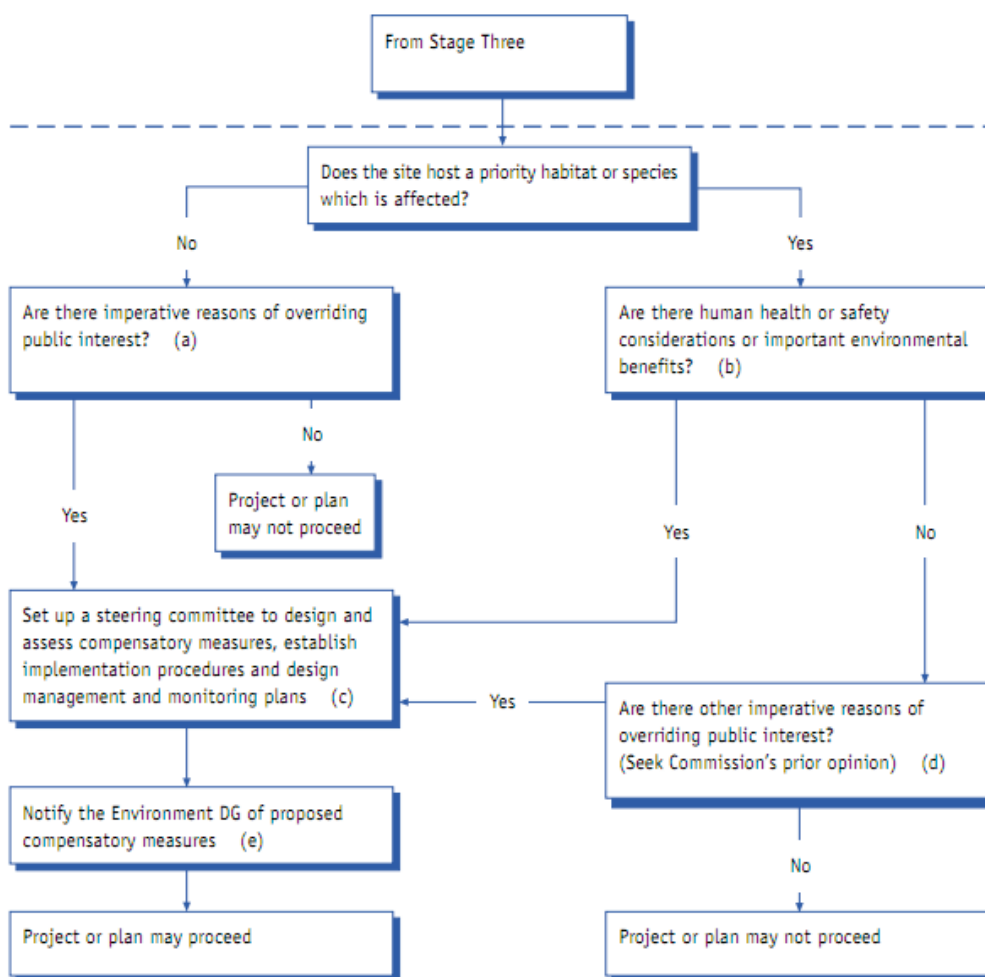 From Stage Three
Does the site host a priority habitat or species
which is affected?
No
Yes
Are there imperative reasons of overriding
public interest? (a)
Are there human health or safety
considerations or important environmental
benefits? (b)
No
Project or plan
may not proceed
Yes
Yes
No
Set up a steering committee to design and
assess compensatory measures, establish
implementation procedures and design
management and monitoring plans (c)
Yes
Are there other imperative reasons of
overriding public interest?
(Seek Commission's prior opinion) (d)
Notify the Environment DG of proposed
compensatory measures (e)
No
Project or plan may proceed
Project or plan may not proceed